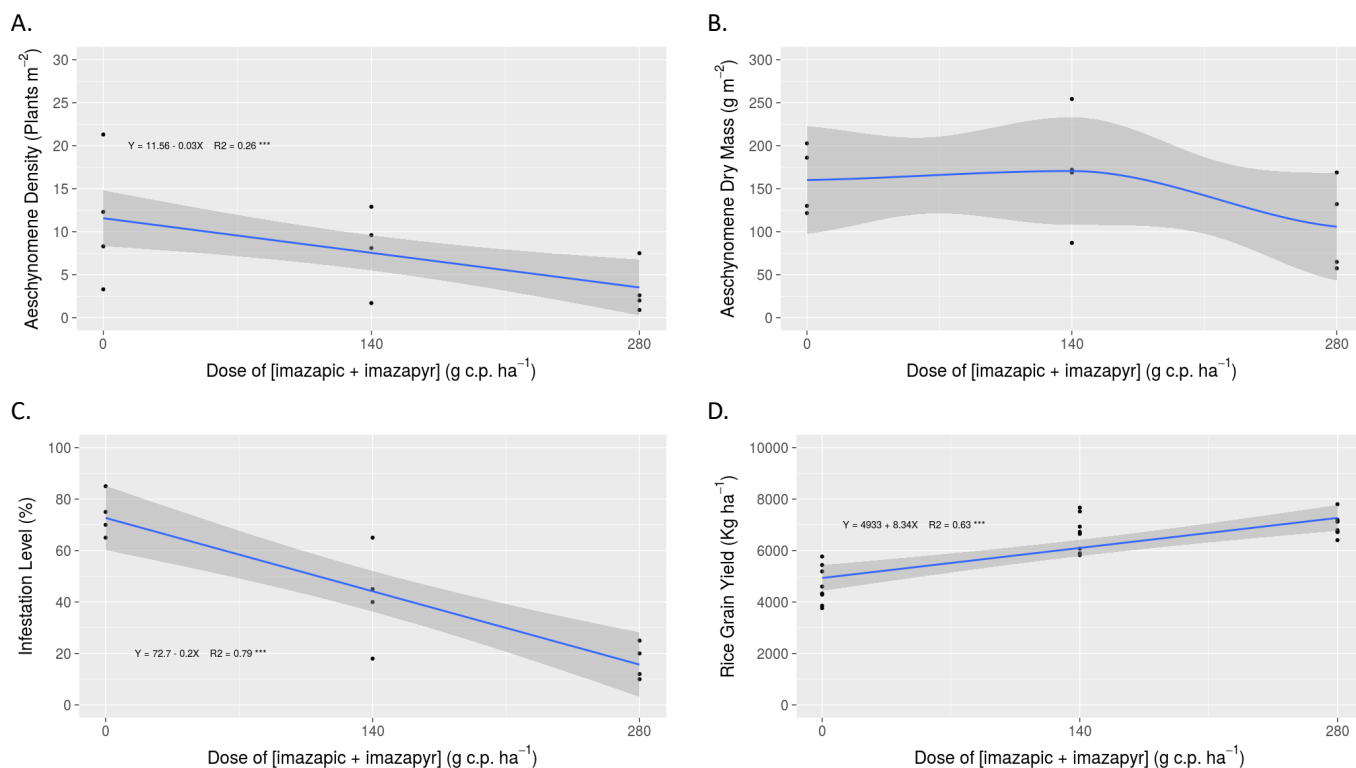 A.
Aeschynomene Density (Plants m−2)
30
25
20
15
10
5
0
Y = 11.56 - 0.03X R2 = 0.26 ***
0 140 280
Dose of [imazapic + imazapyr] (g c.p. ha−1)
B.
Aeschynomene Dry Mass (g m−2)
300
250
200
150
100
50
0
0 140 280
Dose of [imazapic + imazapyr] (g c.p. ha−1)
C.
Infestation Level (%)
100
80
60
40
20
0
Y = 72.7 - 0.2X R2 = 0.79 ***
0 140 280
Dose of [imazapic + imazapyr] (g c.p. ha−1)
D.
Rice Grain Yield (Kg ha−1)
10000
8000
6000
4000
2000
0
Y = 4933 + 8.34X R2 = 0.63 ***
0 140 280
Dose of [imazapic + imazapyr] (g c.p. ha−1)